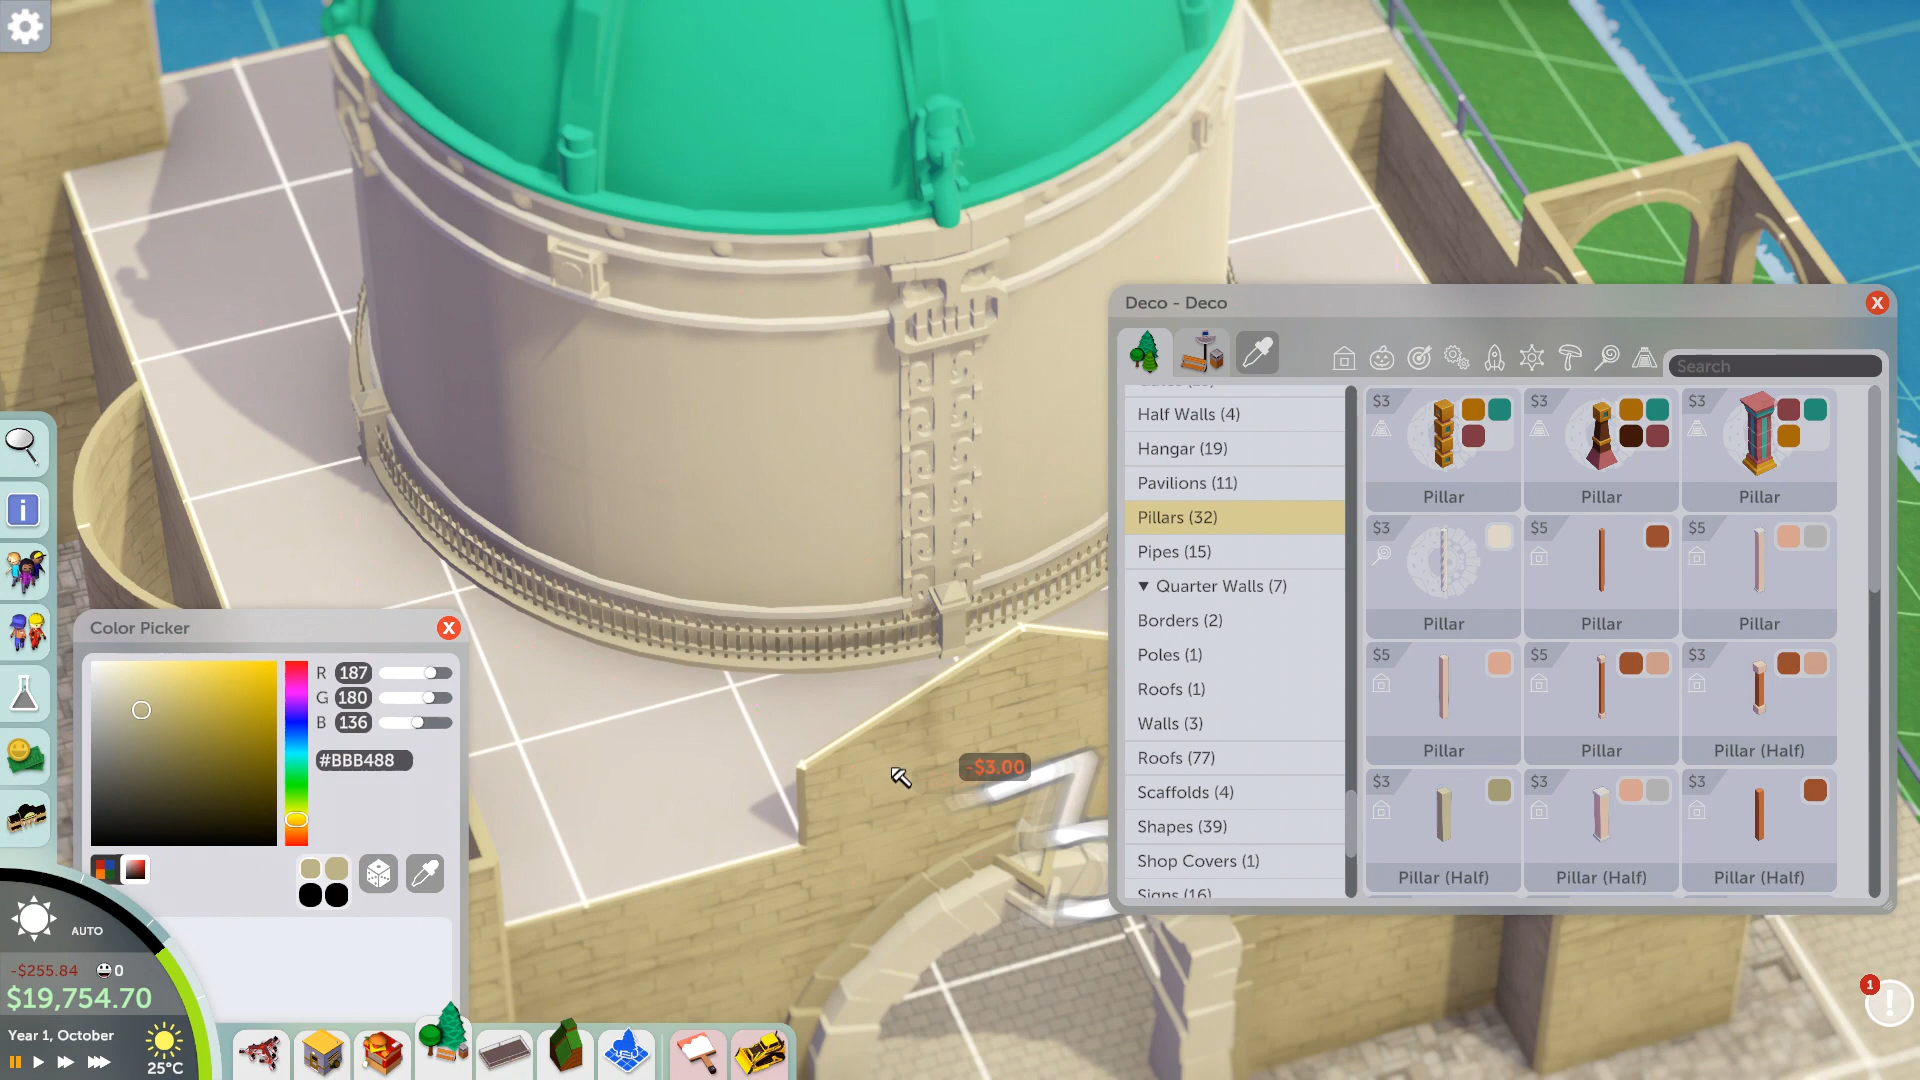 Deco - Deco
X
Search
Half Walls (4)
Hangar (19)
Pavilions (11)
Pillars (32)
Pipes (15)
▼ Quarter Walls (7)
Borders (2)
Poles (1)
Roofs (1)
Walls (3)
Roofs (77)
Scaffolds (4)
Shapes (39)
Shop Covers (1)
Signs (16)
$3 $3 $3
Pillar Pillar Pillar
$3 $5 $5
Pillar Pillar Pillar
$5 $5 $3
Pillar Pillar Pillar (Half)
$3 $3 $3
Pillar (Half) Pillar (Half) Pillar (Half)
Color Picker
X
R 187
G 180
B 136
#BBB488
-$3.00
i
AUTO
-$255.84 0
$19,754.70
Year 1, October
25°C
1
!